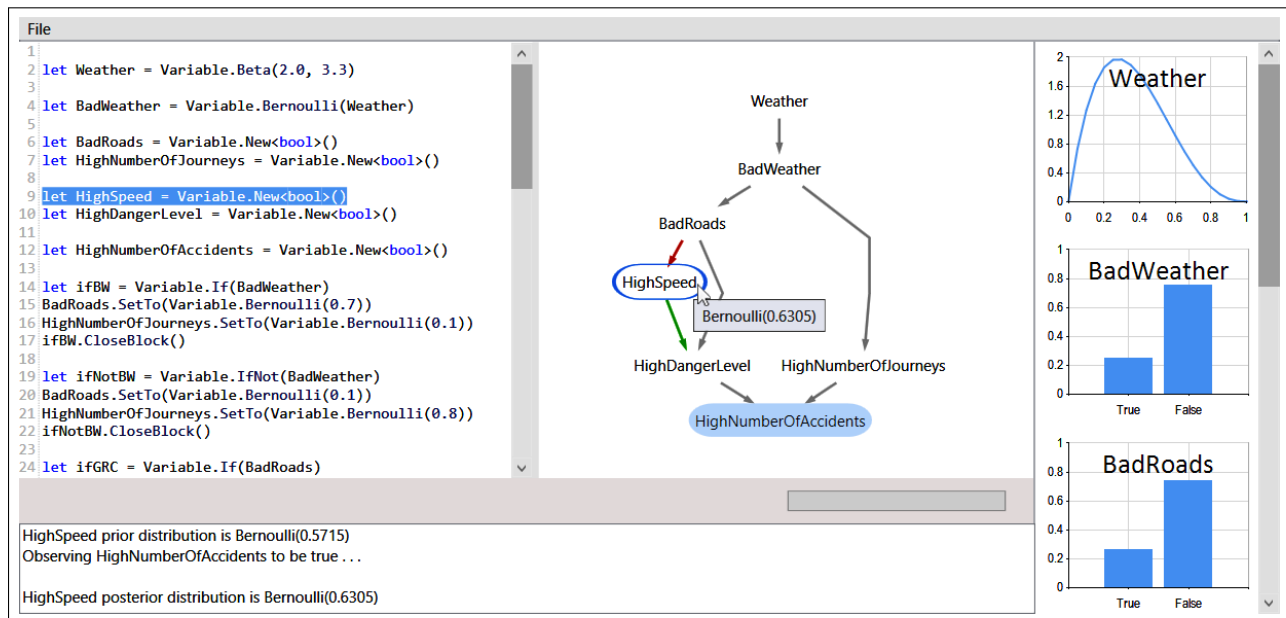 File
1
2 let Weather = Variable.Beta(2.0, 3.3)
3
4 let BadWeather = Variable.Bernoulli(Weather)
5
6 let BadRoads = Variable.New<bool>()
7 let HighNumberOfJourneys = Variable.New<bool>()
8
9 let HighSpeed = Variable.New<bool>()
10 let HighDangerLevel = Variable.New<bool>()
11
12 let HighNumberOfAccidents = Variable.New<bool>()
13
14 let ifBW = Variable.If(BadWeather)
15 BadRoads.SetTo(Variable.Bernoulli(0.7))
16 HighNumberOfJourneys.SetTo(Variable.Bernoulli(0.1))
17 ifBW.CloseBlock()
18
19 let ifNotBW = Variable.IfNot(BadWeather)
20 BadRoads.SetTo(Variable.Bernoulli(0.1))
21 HighNumberOfJourneys.SetTo(Variable.Bernoulli(0.8))
22 ifNotBW.CloseBlock()
23
24 let ifGRC = Variable.If(BadRoads)
Weather
BadWeather
BadRoads
HighSpeed
Bernoulli(0.6305)
HighDangerLevel HighNumberOfJourneys
HighNumberOfAccidents
Weather
2
1.6
1.2
0.8
0.4
0
0 0.2 0.4 0.6 0.8 1
BadWeather
1
0.8
0.6
0.4
0.2
0
True False
BadRoads
1
0.8
0.6
0.4
0.2
0
True False
HighSpeed prior distribution is Bernoulli(0.5715)
Observing HighNumberOfAccidents to be true ...
HighSpeed posterior distribution is Bernoulli(0.6305)